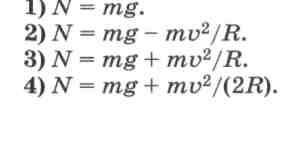 1) N = mg.
2) N = mg – mv²/R.
3) N = mg + mv²/R.
4) N = mg + mv²/(2R).